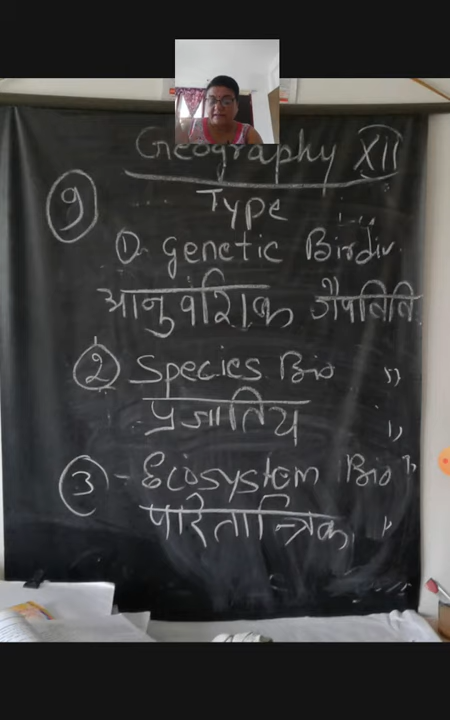 Geography XII
9 Type
① Genetic Biodiv.
आनुवंशिक जैवविवि
② Species Bio ,,
प्रजातिय ,,
③ - Ecosystem Bio ,,
पारितान्त्रिक ,,